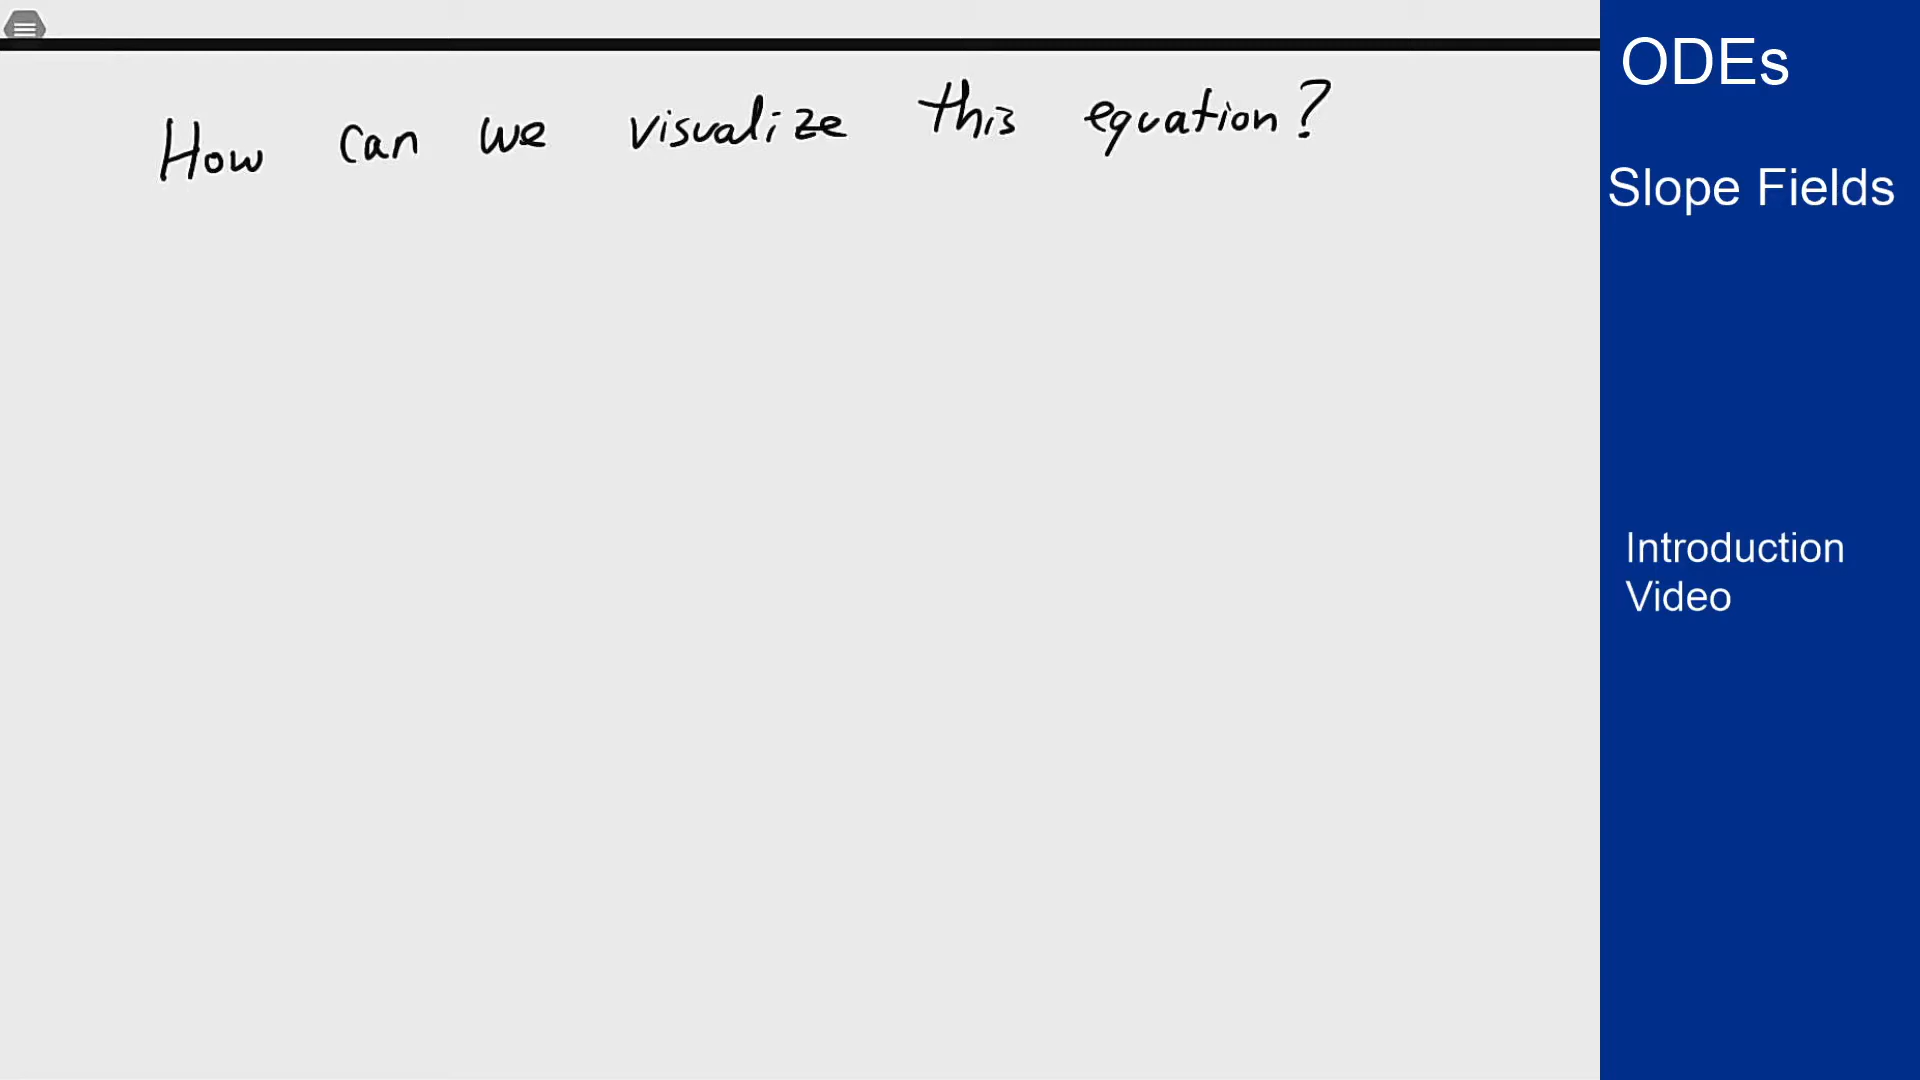 How can we visualize this equation?
ODEs
Slope Fields
Introduction
Video